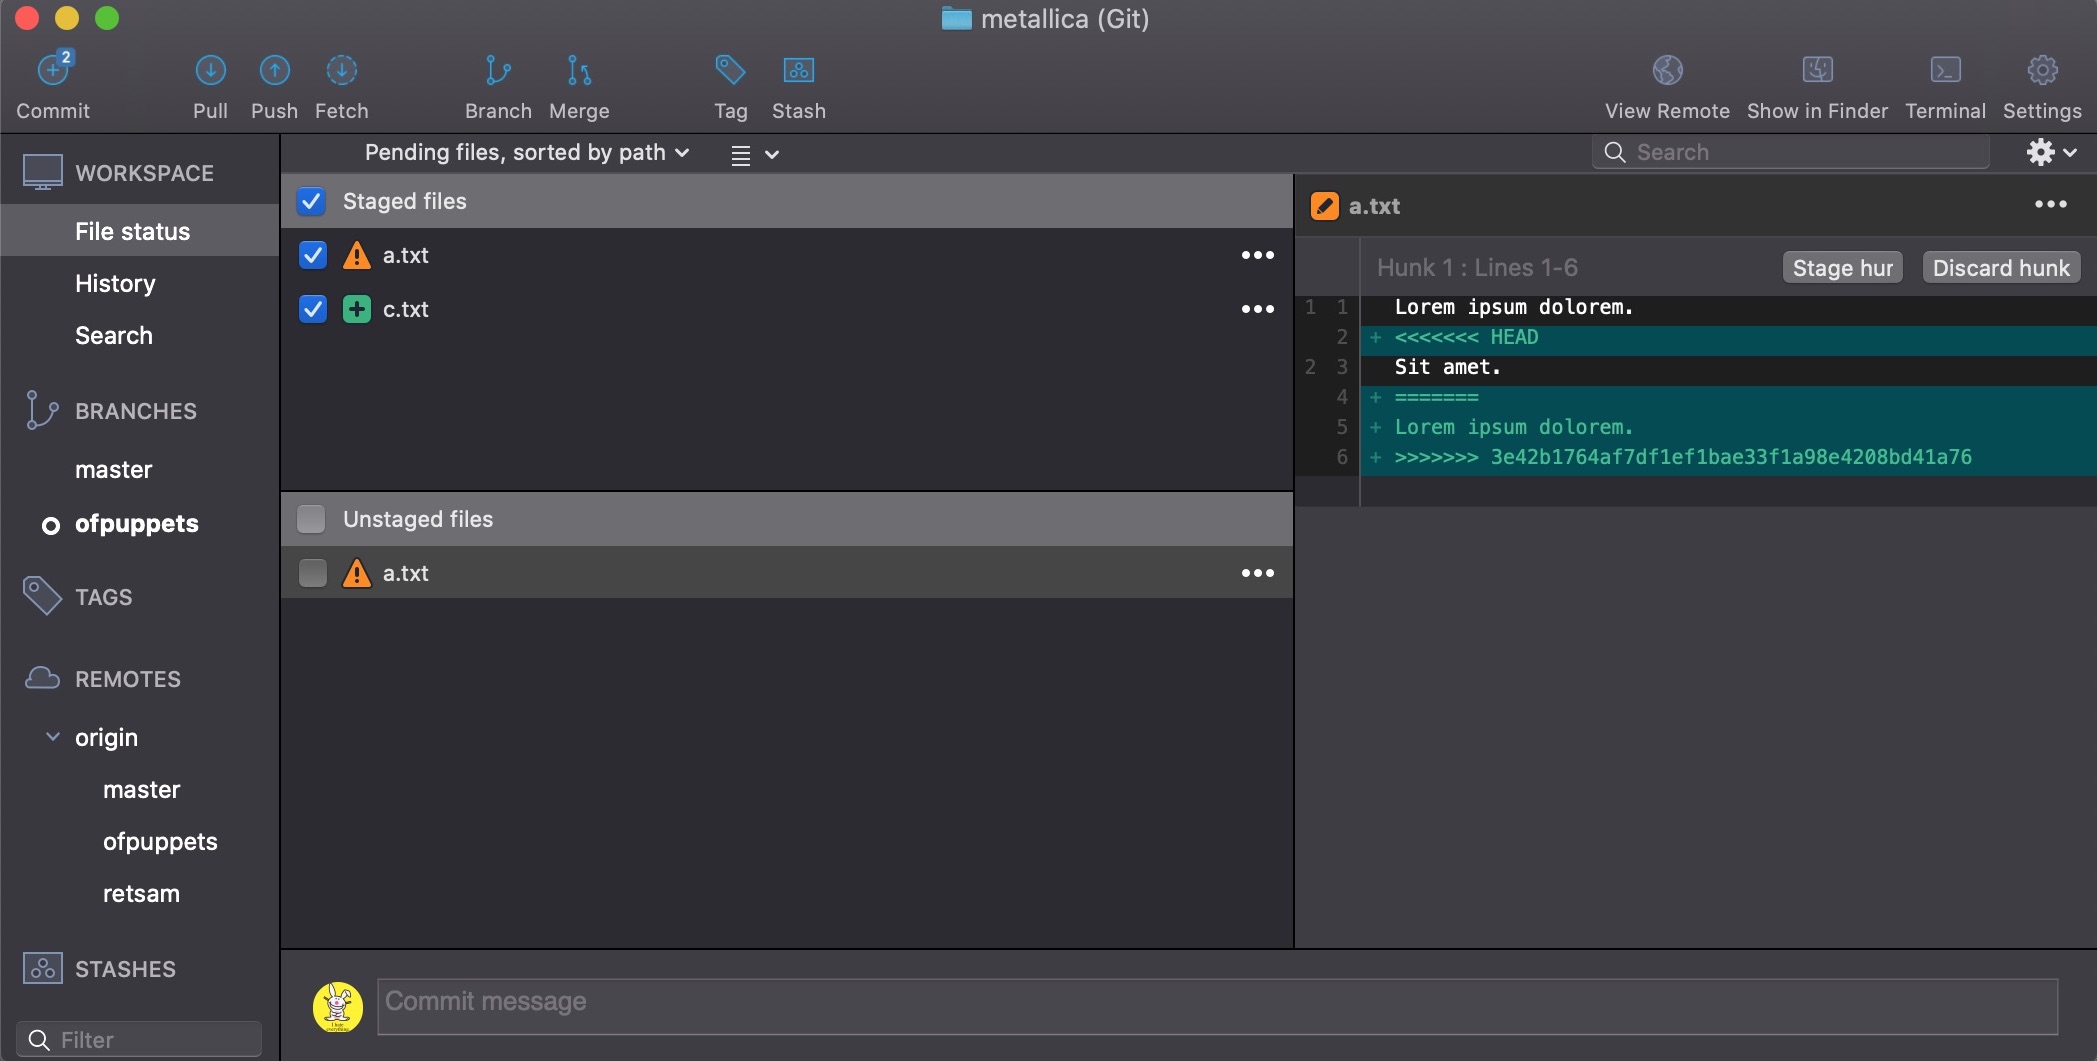 metallica (Git)
2
Commit
Pull
Push
Fetch
Branch
Merge
Tag
Stash
View Remote
Show in Finder
Terminal
Settings
WORKSPACE
File status
History
Search
BRANCHES
master
ofpuppets
TAGS
REMOTES
origin
master
ofpuppets
retsam
STASHES
Filter
Pending files, sorted by path
Search
Staged files
a.txt
c.txt
Unstaged files
a.txt
a.txt
Hunk 1 : Lines 1-6
Stage hur
Discard hunk
1 1 Lorem ipsum dolorem.
2 + <<<<<<< HEAD
2 3 Sit amet.
4 + =======
5 + Lorem ipsum dolorem.
6 + >>>>>>> 3e42b1764af7df1ef1bae33f1a98e4208bd41a76
I hate
everything
Commit message